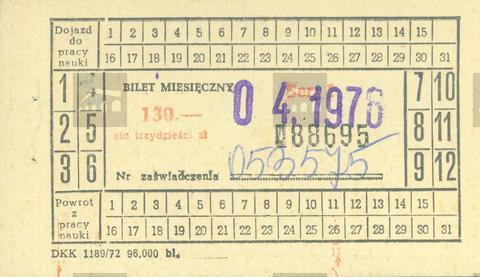 Dojazd do pracy nauki
1 2 3 4 5 6 7 8 9 10 11 12 13 14 15
16 17 18 19 20 21 22 23 24 25 26 27 28 29 30 31
1 4 BILET MIESIĘCZNY 0 4. 1976 7 10
130.—
sto trzydzieści zł
2 5 088695 8 11
3 6 Nr zaświadczenia 053575 9 12
Powrot z pracy nauki
1 2 3 4 5 6 7 8 9 10 11 12 13 14 15
16 17 18 19 20 21 22 23 24 25 26 27 28 29 30 31
DKK 1189/72 96,000 bl.